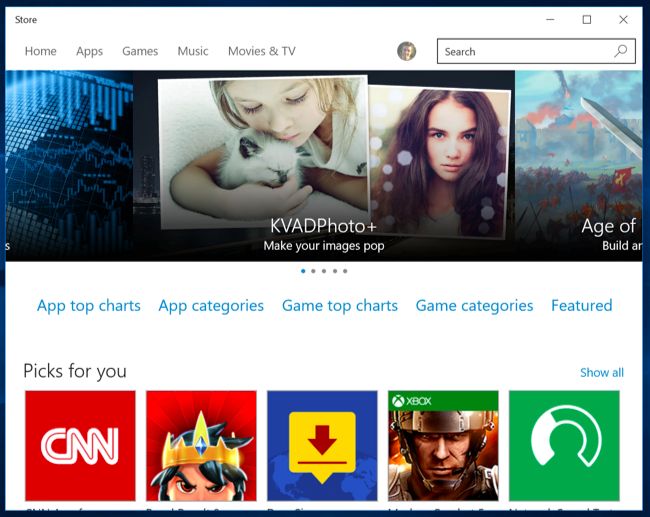 Store
Home Apps Games Music Movies & TV Search
KVADPhoto+
Make your images pop
Age of
Build
App top charts App categories Game top charts Game categories Featured
Picks for you Show all
CNN
XBOX